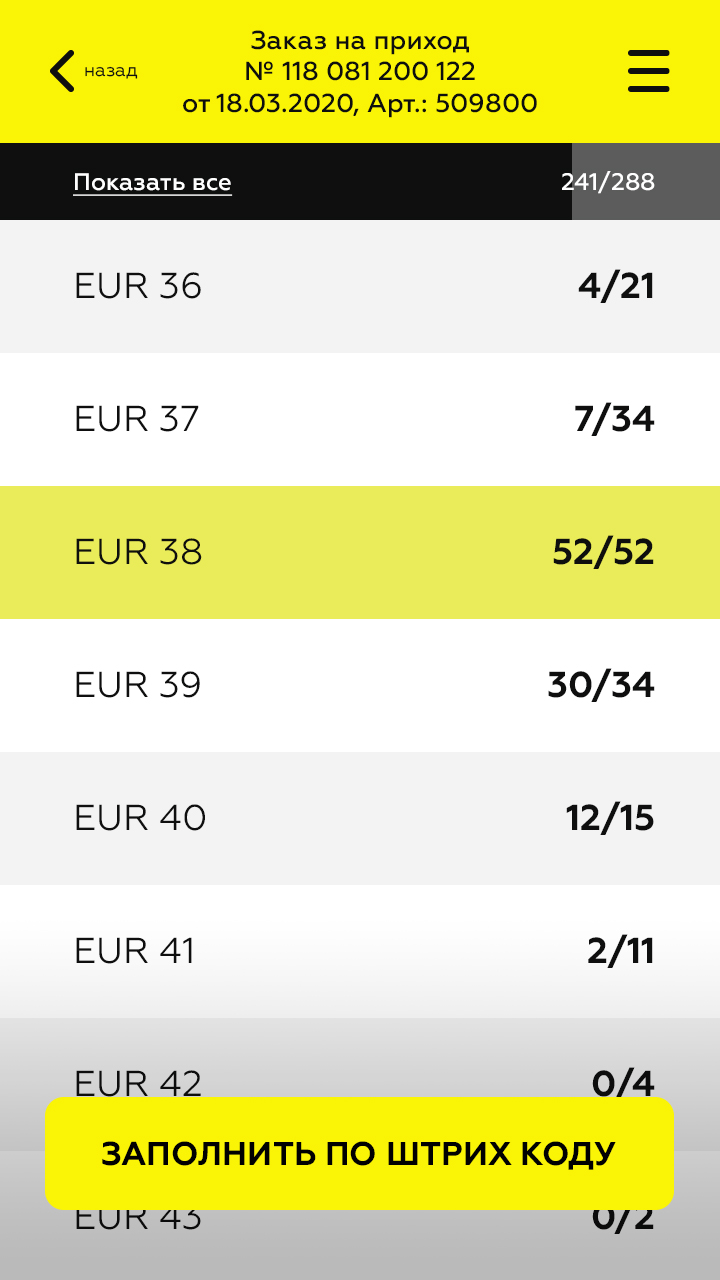 Заказ на приход
назад
№ 118 081 200 122
от 18.03.2020, Арт.: 509800
Показать все 241/288
EUR 36 4/21
EUR 37 7/34
EUR 38 52/52
EUR 39 30/34
EUR 40 12/15
EUR 41 2/11
EUR 42 0/4
ЗАПОЛНИТЬ ПО ШТРИХ КОДУ
EUR 43 0/2